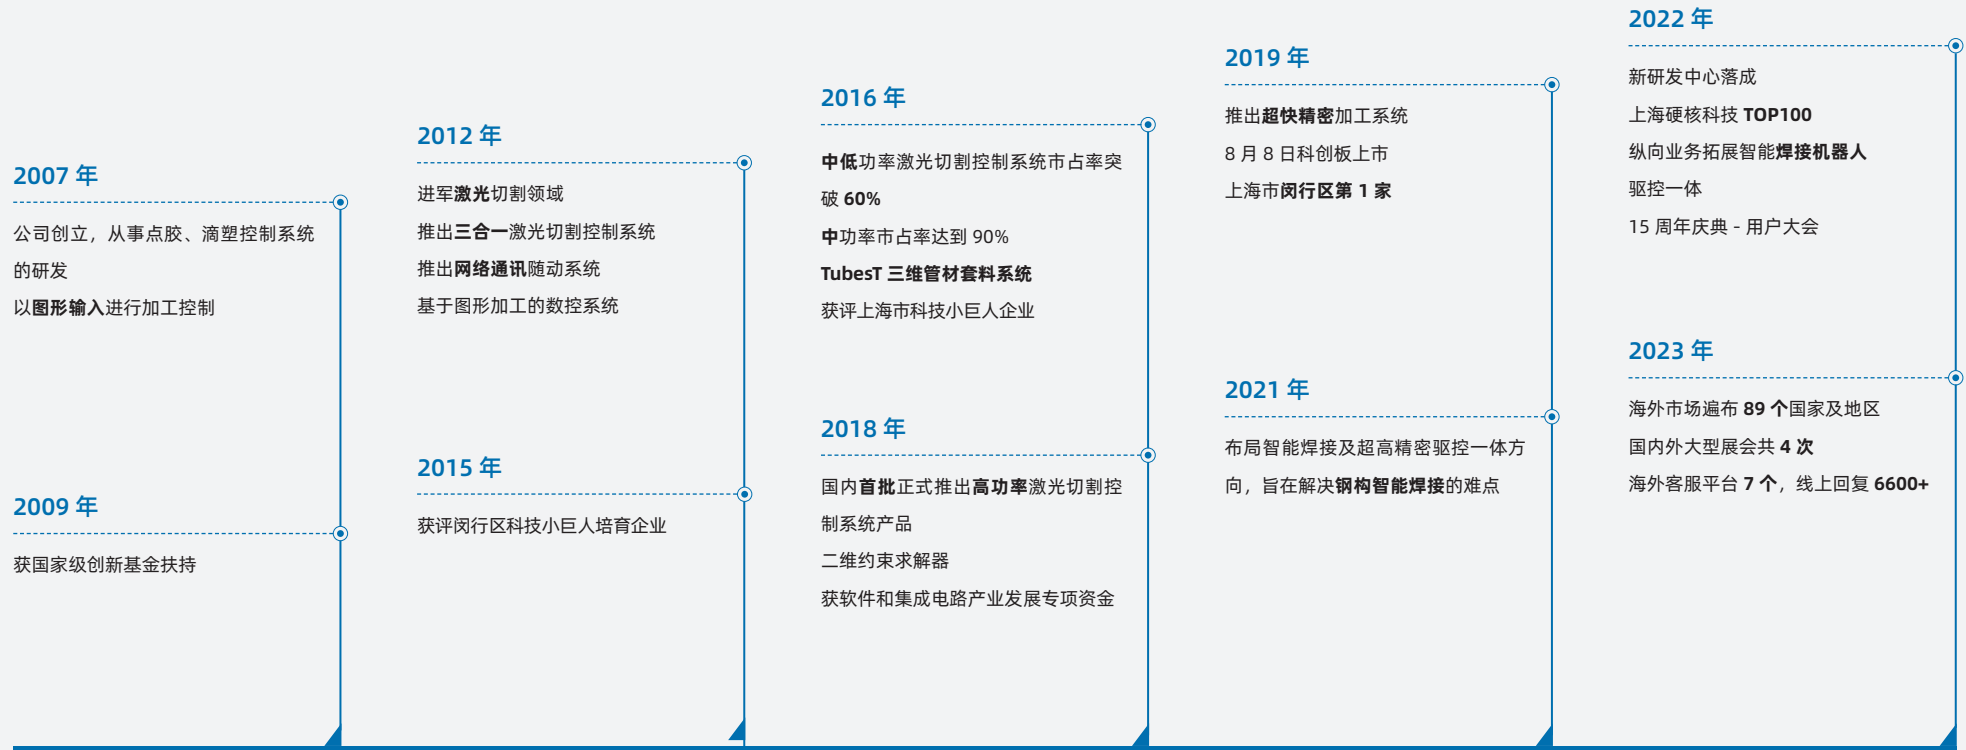 2007 年
公司创立，从事点胶、滴塑控制系统
的研发
以图形输入进行加工控制
2009 年
获国家级创新基金扶持
2012 年
进军激光切割领域
推出三合一激光切割控制系统
推出网络通讯随动系统
基于图形加工的数控系统
2015 年
获评闵行区科技小巨人培育企业
2016 年
中低功率激光切割控制系统市占率突
破 60%
中功率市占率达到 90%
TubesT 三维管材套料系统
获评上海市科技小巨人企业
2018 年
国内首批正式推出高功率激光切割控
制系统产品
二维约束求解器
获软件和集成电路产业发展专项资金
2019 年
推出超快精密加工系统
8 月 8 日科创板上市
上海市闵行区第 1 家
2021 年
布局智能焊接及超高精密驱控一体方
向，旨在解决钢构智能焊接的难点
2022 年
新研发中心落成
上海硬核科技 TOP100
纵向业务拓展智能焊接机器人
驱控一体
15 周年庆典 - 用户大会
2023 年
海外市场遍布 89 个国家及地区
国内外大型展会共 4 次
海外客服平台 7 个，线上回复 6600+